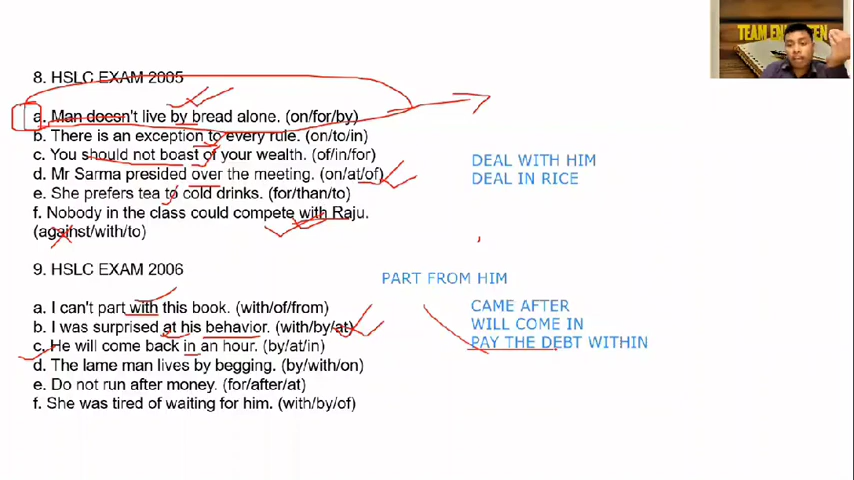 TEAM ENLIGHTEN
8. HSLC EXAM 2005
a. Man doesn't live by bread alone. (on/for/by)
b. There is an exception to every rule. (on/to/in)
c. You should not boast of your wealth. (of/in/for)
d. Mr Sarma presided over the meeting. (on/at/of)
e. She prefers tea to cold drinks. (for/than/to)
f. Nobody in the class could compete with Raju.
(against/with/to)
DEAL WITH HIM
DEAL IN RICE
9. HSLC EXAM 2006
a. I can't part with this book. (with/of/from)
b. I was surprised at his behavior. (with/by/at)
c. He will come back in an hour. (by/at/in)
d. The lame man lives by begging. (by/with/on)
e. Do not run after money. (for/after/at)
f. She was tired of waiting for him. (with/by/of)
PART FROM HIM
CAME AFTER
WILL COME IN
PAY THE DEBT WITHIN